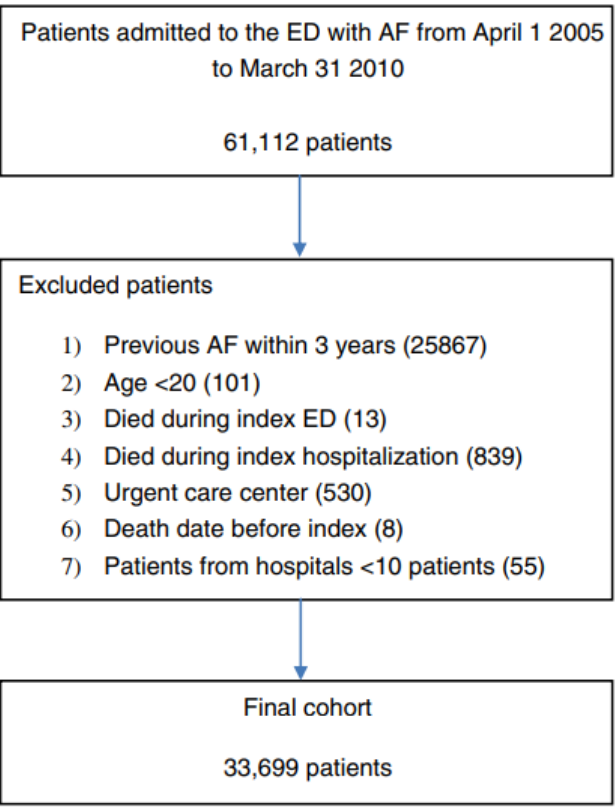 Patients admitted to the ED with AF from April 1 2005
to March 31 2010
61,112 patients
Excluded patients
1) Previous AF within 3 years (25867)
2) Age <20 (101)
3) Died during index ED (13)
4) Died during index hospitalization (839)
5) Urgent care center (530)
6) Death date before index (8)
7) Patients from hospitals <10 patients (55)
Final cohort
33,699 patients